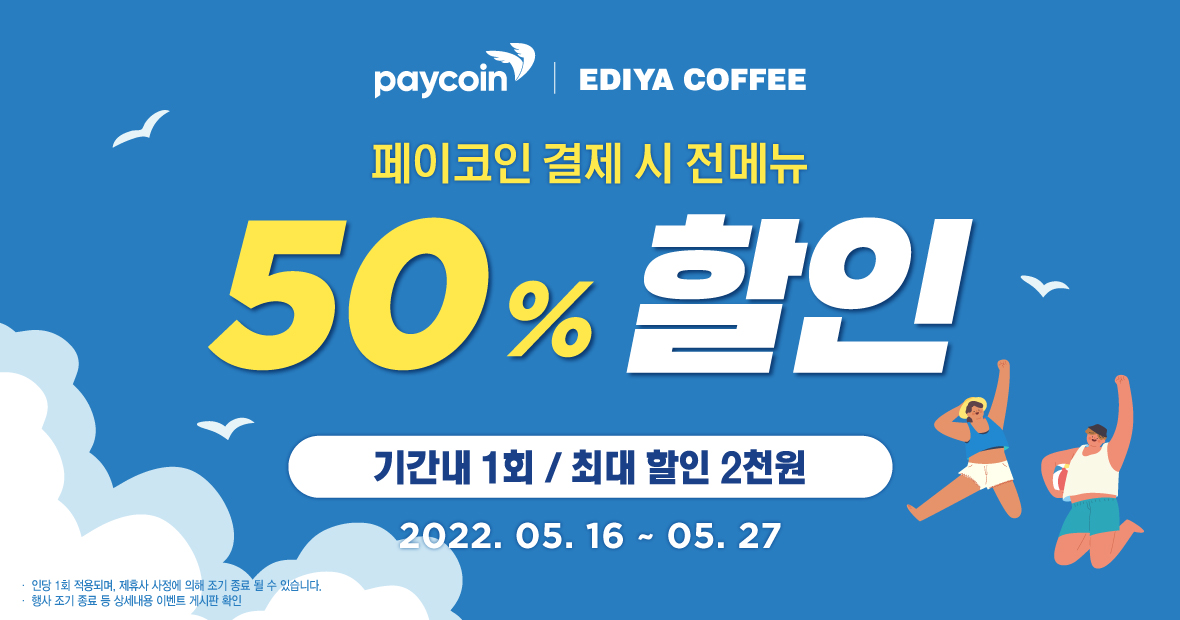 paycoin | EDIYA COFFEE
페이코인 결제 시 전메뉴
50% 할인
기간내 1회 / 최대 할인 2천원
2022. 05. 16 ~ 05. 27
· 인당 1회 적용되며, 제휴사 사정에 의해 조기 종료 될 수 있습니다.
· 행사 조기 종료 등 상세내용 이벤트 게시판 확인